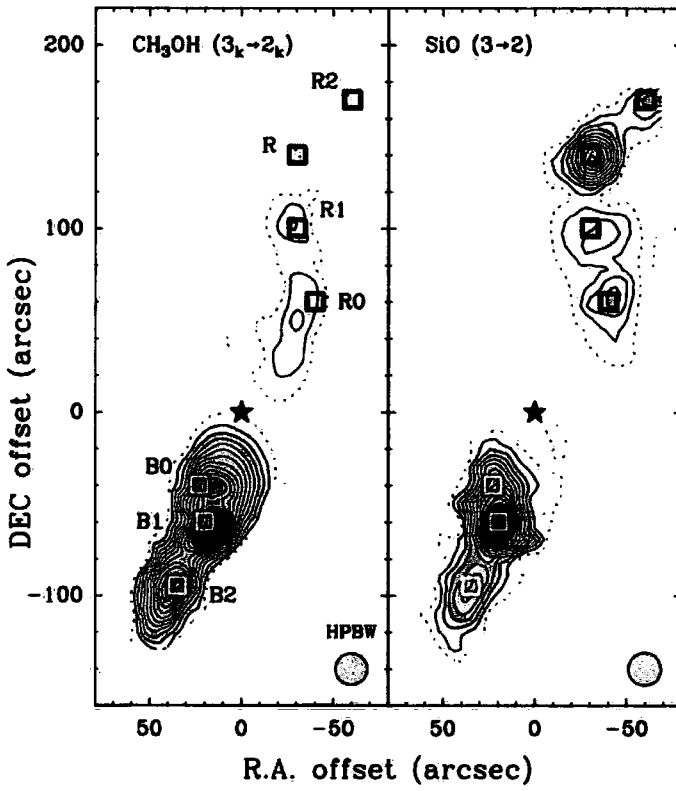 CH₃OH (3ₖ→2ₖ)
SiO (3→2)
R2
R
R1
R0
B0
B1
B2
HPBW
200
100
0
-100
DEC offset (arcsec)
50 0 -50 50 0 -50
R.A. offset (arcsec)